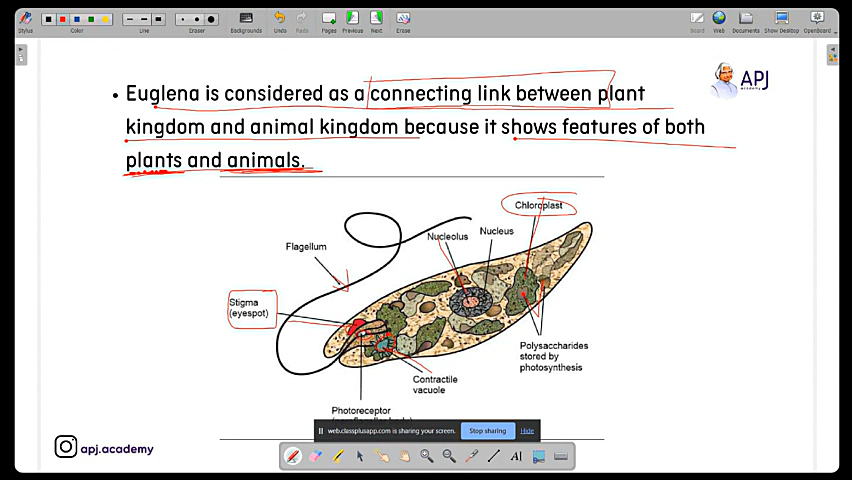 Stylus
Color
Line
Eraser
Backgrounds
Undo
Redo
Pages
Previous
Next
Erase
Board
Web
Documents
Show Desktop
OpenBoard
• Euglena is considered as a connecting link between plant
kingdom and animal kingdom because it shows features of both
plants and animals.
APJ
academy
Chloroplast
Nucleolus
Nucleus
Flagellum
Stigma
(eyespot)
Polysaccharides
stored by
photosynthesis
Contractile
vacuole
Photoreceptor
web.classplusapp.com is sharing your screen.
Stop sharing
Hide
apj.academy